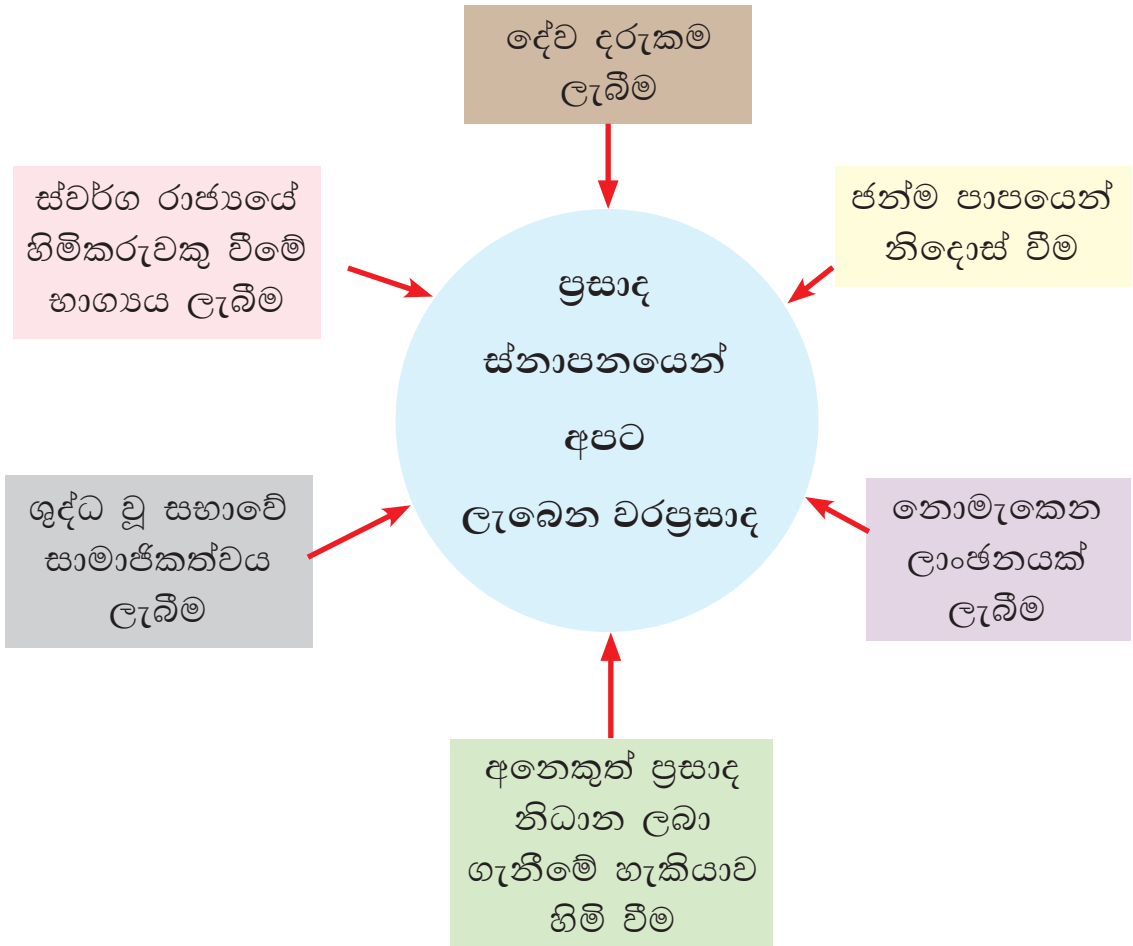 දේව දරුකම
ලැබීම
ස්වර්ග රාජ්‍යයේ
හිමිකරුවකු වීමේ
භාග්‍යය ලැබීම
ජන්ම පාපයෙන්
නිදොස් වීම
ප්‍රසාද
ස්නාපනයෙන්
අපට
ලැබෙන වරප්‍රසාද
ශුද්ධ වූ සභාවේ
සාමාජිකත්වය
ලැබීම
නොමැකෙන
ලාංඡනයක්
ලැබීම
අනෙකුත් ප්‍රසාද
නිධාන ලබා
ගැනීමේ හැකියාව
හිමි වීම